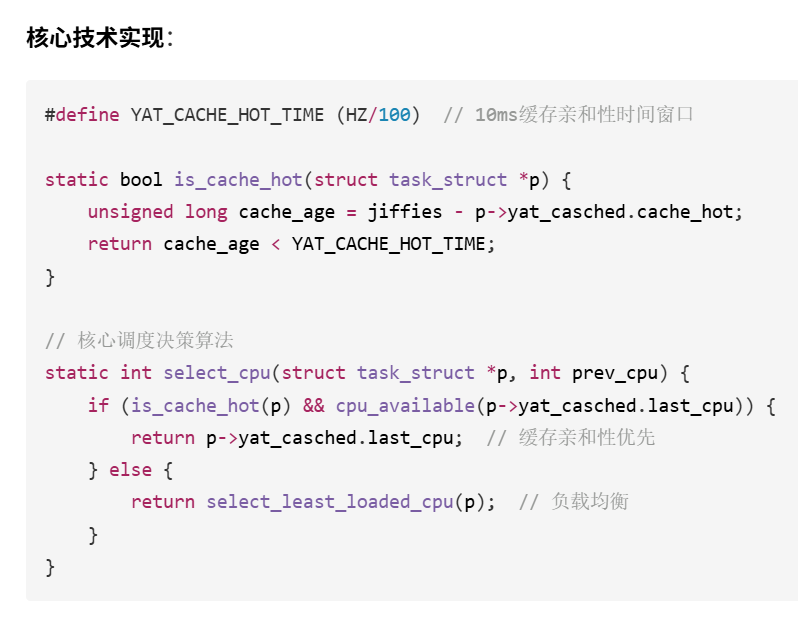 核心技术实现：
#define YAT_CACHE_HOT_TIME (HZ/100)  // 10ms缓存亲和性时间窗口
static bool is_cache_hot(struct task_struct *p) {
    unsigned long cache_age = jiffies - p->yat_casched.cache_hot;
    return cache_age < YAT_CACHE_HOT_TIME;
}
// 核心调度决策算法
static int select_cpu(struct task_struct *p, int prev_cpu) {
    if (is_cache_hot(p) && cpu_available(p->yat_casched.last_cpu)) {
        return p->yat_casched.last_cpu;  // 缓存亲和性优先
    } else {
        return select_least_loaded_cpu(p);  // 负载均衡
    }
}